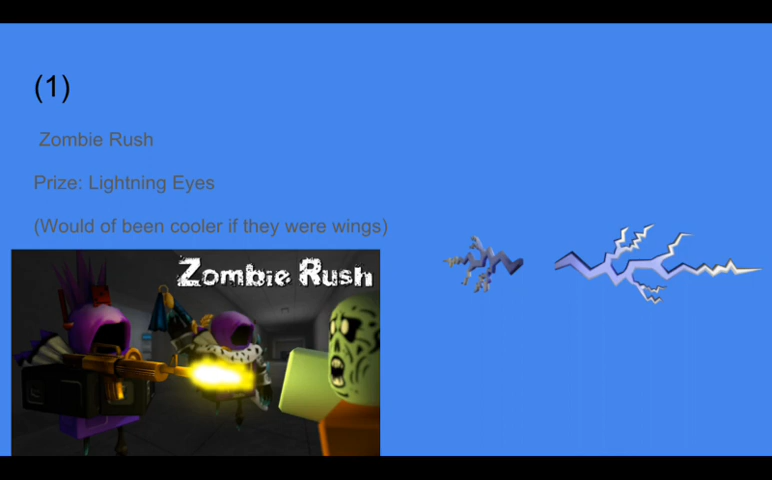 (1)
Zombie Rush
Prize: Lightning Eyes
(Would of been cooler if they were wings)
Zombie Rush